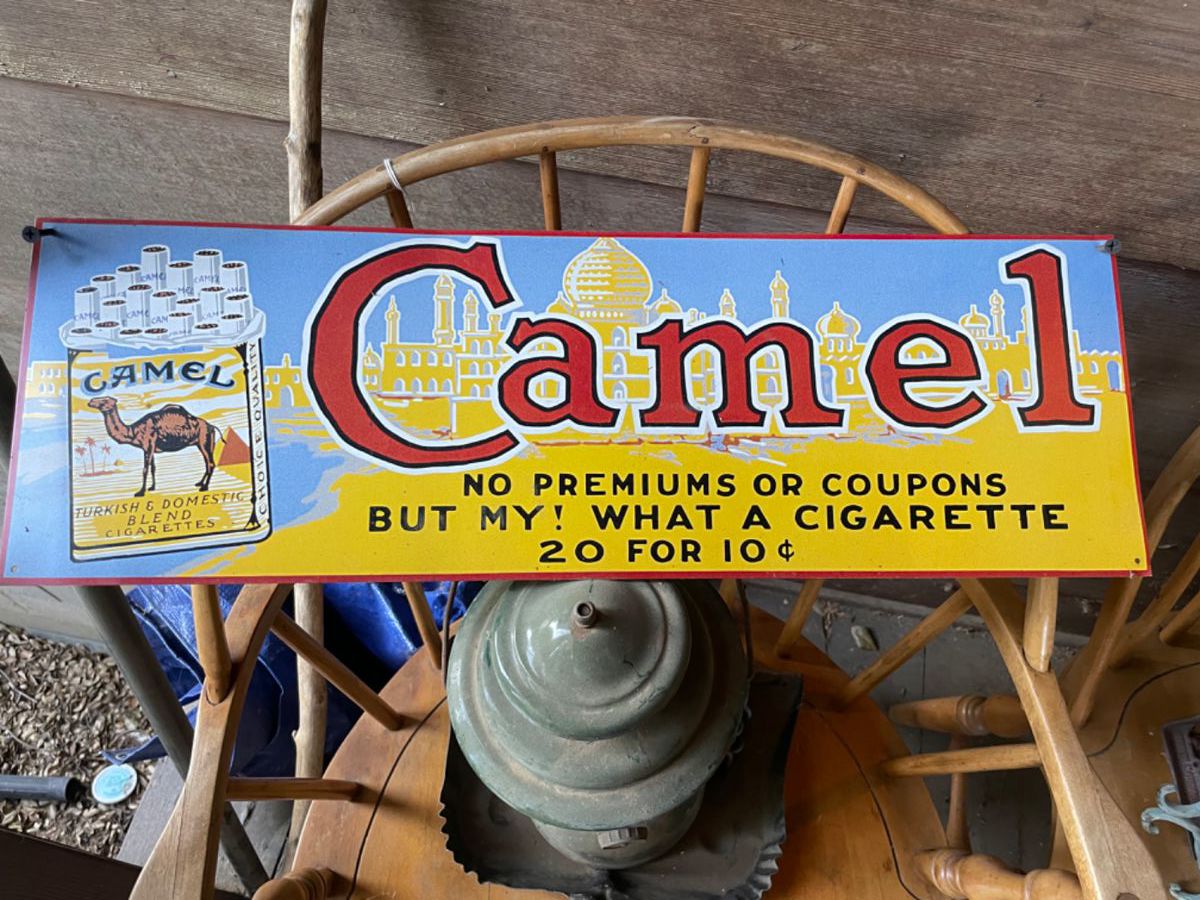 Camel
CAMEL
CHOICE QUALITY
TURKISH & DOMESTIC
BLEND
CIGARETTES
NO PREMIUMS OR COUPONS
BUT MY! WHAT A CIGARETTE
20 FOR 10¢